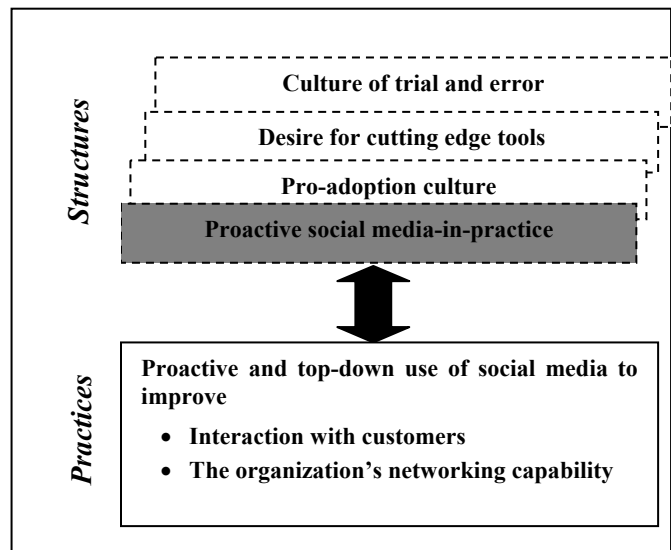 Structures
Culture of trial and error
Desire for cutting edge tools
Pro-adoption culture
Proactive social media-in-practice
Practices
Proactive and top-down use of social media to
improve
• Interaction with customers
• The organization's networking capability